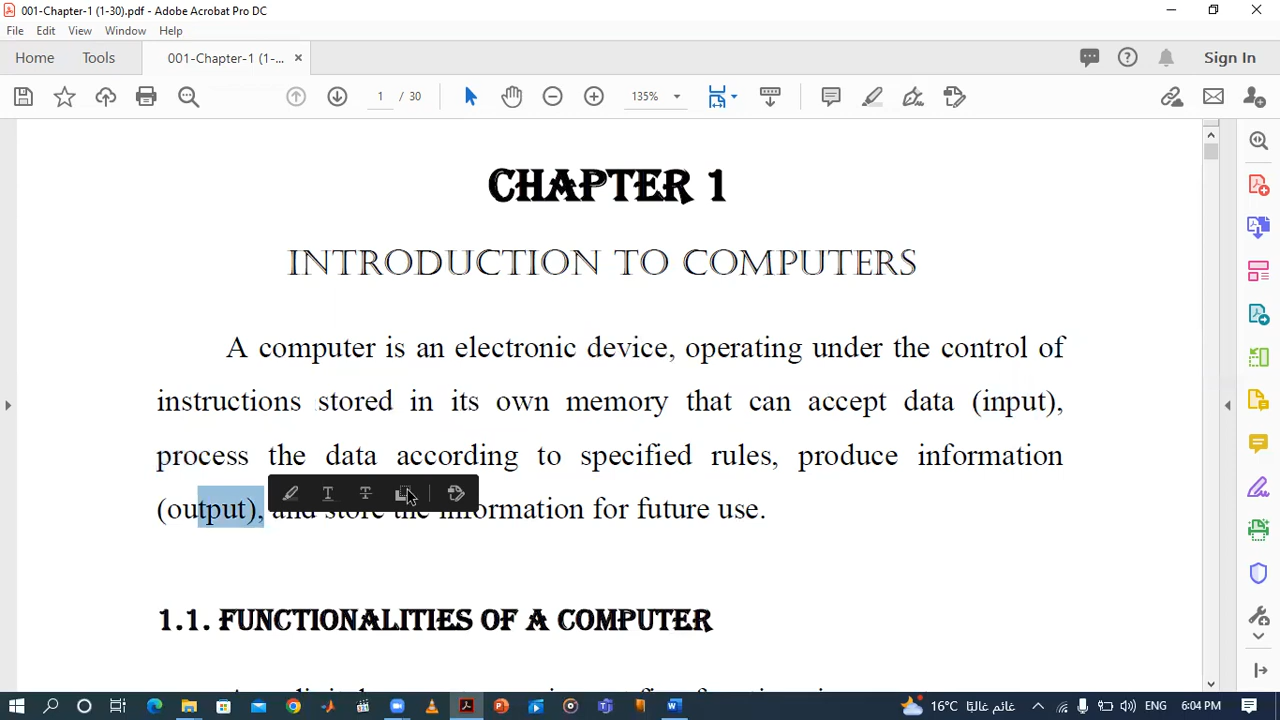 001-Chapter-1 (1-30).pdf - Adobe Acrobat Pro DC
File Edit View Window Help
Home Tools 001-Chapter-1 (1-... Sign In
1 / 30 135%
CHAPTER 1
INTRODUCTION TO COMPUTERS
A computer is an electronic device, operating under the control of
instructions stored in its own memory that can accept data (input),
process the data according to specified rules, produce information
(output), and store the information for future use.
1.1. FUNCTIONALITIES OF A COMPUTER
16°C غائم غالبًا ENG 6:04 PM